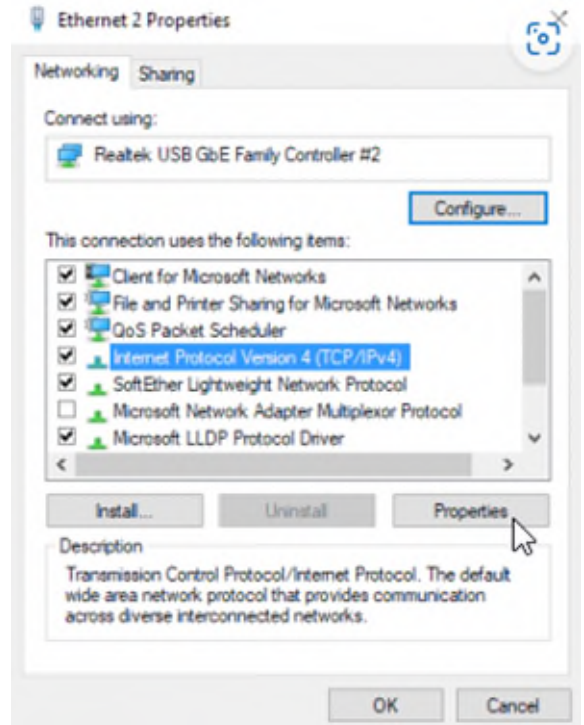 Ethernet 2 Properties
Networking
Sharing
Connect using:
Realtek USB GbE Family Controller #2
Configure...
This connection uses the following items:
Client for Microsoft Networks
File and Printer Sharing for Microsoft Networks
QoS Packet Scheduler
Internet Protocol Version 4 (TCP/IPv4)
SoftEther Lightweight Network Protocol
Microsoft Network Adapter Multiplexor Protocol
Microsoft LLDP Protocol Driver
Install...
Uninstall
Properties
Description
Transmission Control Protocol/Internet Protocol. The default
wide area network protocol that provides communication
across diverse interconnected networks.
OK
Cancel